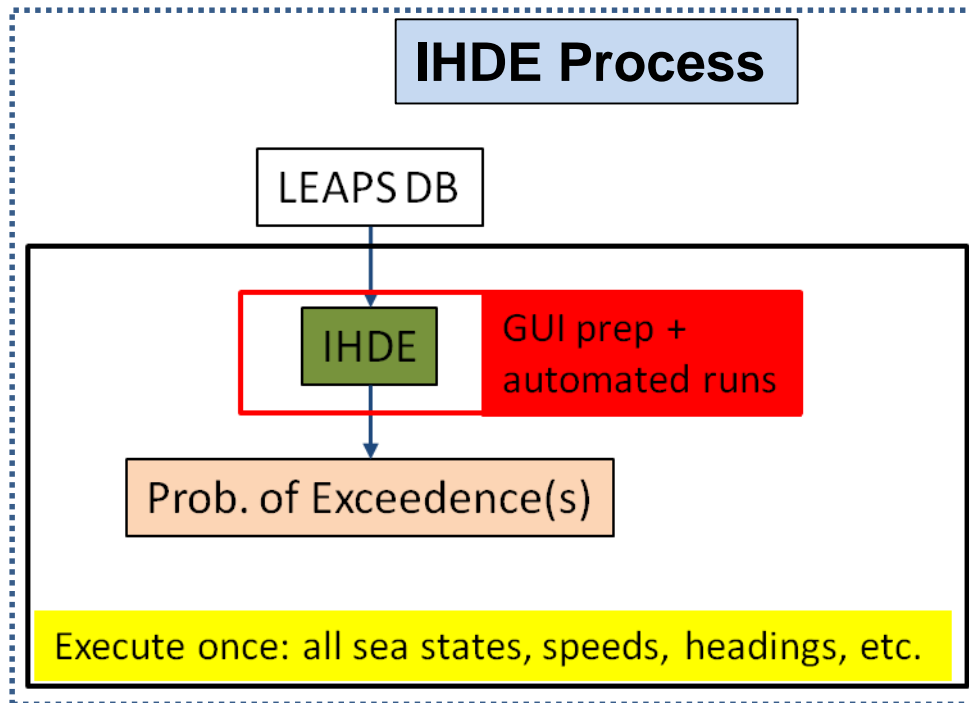 IHDE Process
LEAPS DB
IHDE
GUI prep +
automated runs
Prob. of Exceedence(s)
Execute once: all sea states, speeds, headings, etc.